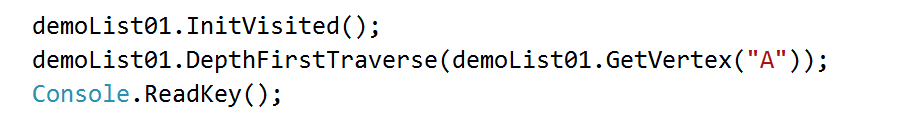 demoList01.InitVisited();
demoList01.DepthFirstTraverse(demoList01.GetVertex("A"));
Console.ReadKey();